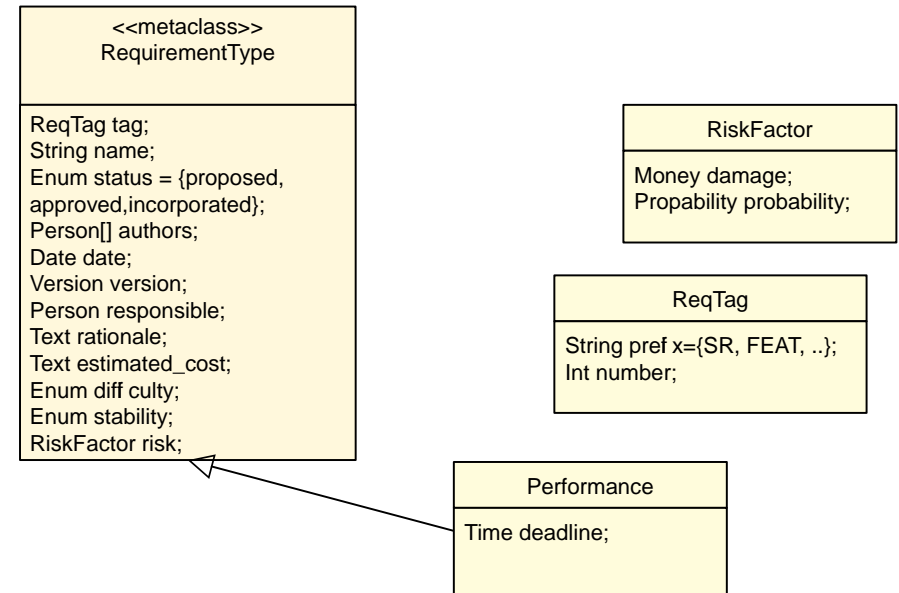 <<metaclass>>
RequirementType
ReqTag tag;
String name;
Enum status = {proposed,
approved,incorporated};
Person[] authors;
Date date;
Version version;
Person responsible;
Text rationale;
Text estimated_cost;
Enum diff culty;
Enum stability;
RiskFactor risk;
RiskFactor
Money damage;
Propability probability;
ReqTag
String pref x={SR, FEAT, ..};
Int number;
Performance
Time deadline;